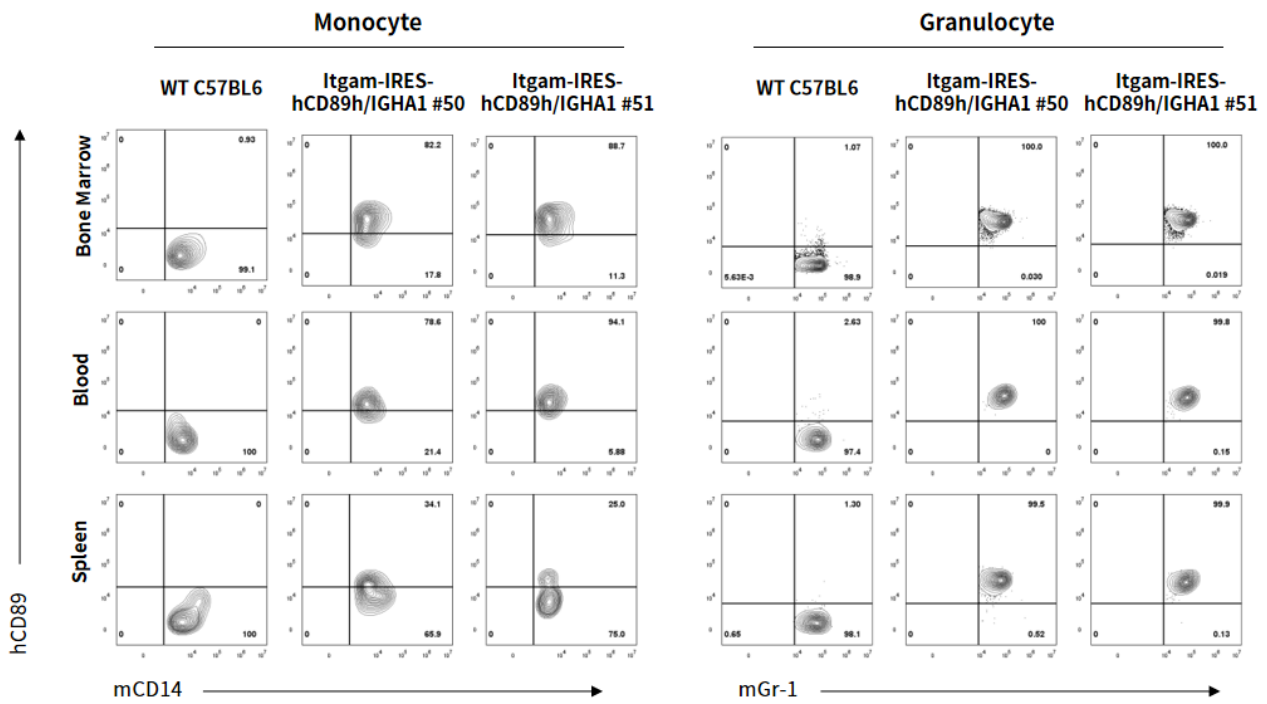 Monocyte
Granulocyte
WT C57BL6
Itgam-IRES-
hCD89h/IGHA1 #50
Itgam-IRES-
hCD89h/IGHA1 #51
WT C57BL6
Itgam-IRES-
hCD89h/IGHA1 #50
Itgam-IRES-
hCD89h/IGHA1 #51
Bone Marrow
0 0.93
0 99.1
0 82.2
0 17.8
0 88.7
0 11.3
0 1.07
5.63E-3 98.9
0 100.0
0 0.030
0 100.0
0 0.019
Blood
0 0
0 100
0 78.6
0 21.4
0 94.1
0 5.88
0 2.63
0 97.4
0 100
0 0
0 99.8
0 0.15
Spleen
0 0
0 100
0 34.1
0 65.9
0 25.0
0 75.0
0 1.30
0.65 98.1
0 99.5
0 0.52
0 99.9
0 0.13
hCD89
mCD14
mGr-1